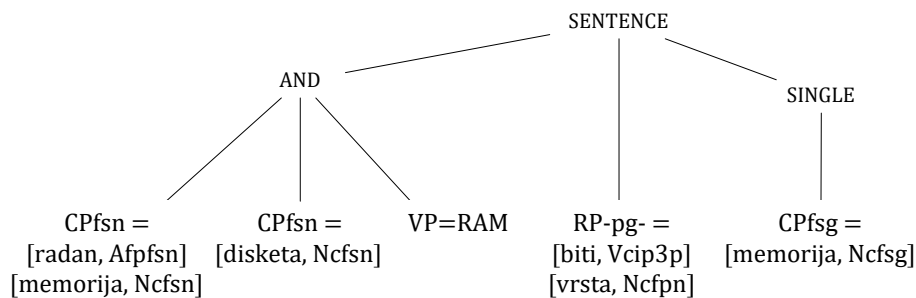 SENTENCE
AND
SINGLE
CPfsn =
[radan, Afpfsn]
[memorija, Ncfsn]
CPfsn =
[disketa, Ncfsn]
VP=RAM
RP-pg- =
[biti, Vcip3p]
[vrsta, Ncfpn]
CPfsg =
[memorija, Ncfsg]